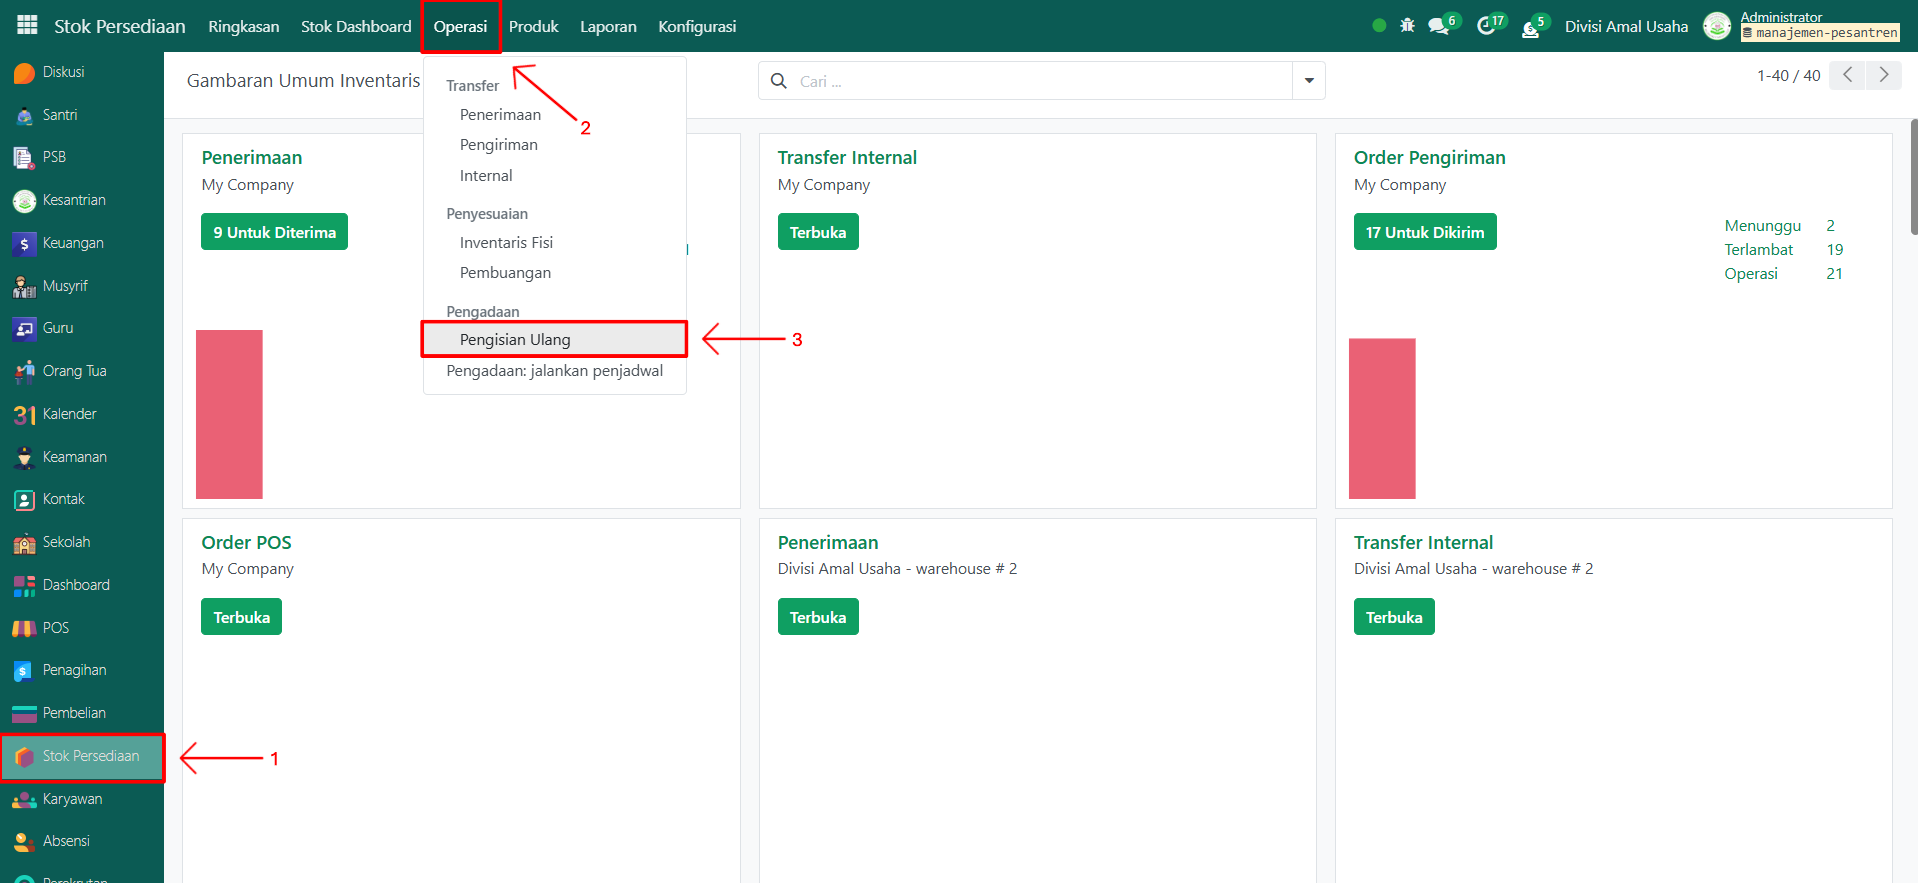 Stok Persediaan Ringkasan Stok Dashboard Operasi Produk Laporan Konfigurasi 6 17 5 Divisi Amal Usaha Administrator
manajemen-pesantren
Diskusi
Santri
PSB
Kesantrian
Keuangan
Musyrif
Guru
Orang Tua
31 Kalender
Keamanan
Kontak
Sekolah
Dashboard
POS
Penagihan
Pembelian
Stok Persediaan
Karyawan
Absensi
1
Gambaran Umum Inventaris
Cari ...
1-40 / 40
Transfer
Penerimaan
Pengiriman
Internal
Penyesuaian
Inventaris Fisi
Pembuangan
Pengadaan
Pengisian Ulang
Pengadaan: jalankan penjadwal
2
3
Penerimaan
My Company
9 Untuk Diterima
Transfer Internal
My Company
Terbuka
Order Pengiriman
My Company
17 Untuk Dikirim
Menunggu 2
Terlambat 19
Operasi 21
Order POS
My Company
Terbuka
Penerimaan
Divisi Amal Usaha - warehouse # 2
Terbuka
Transfer Internal
Divisi Amal Usaha - warehouse # 2
Terbuka